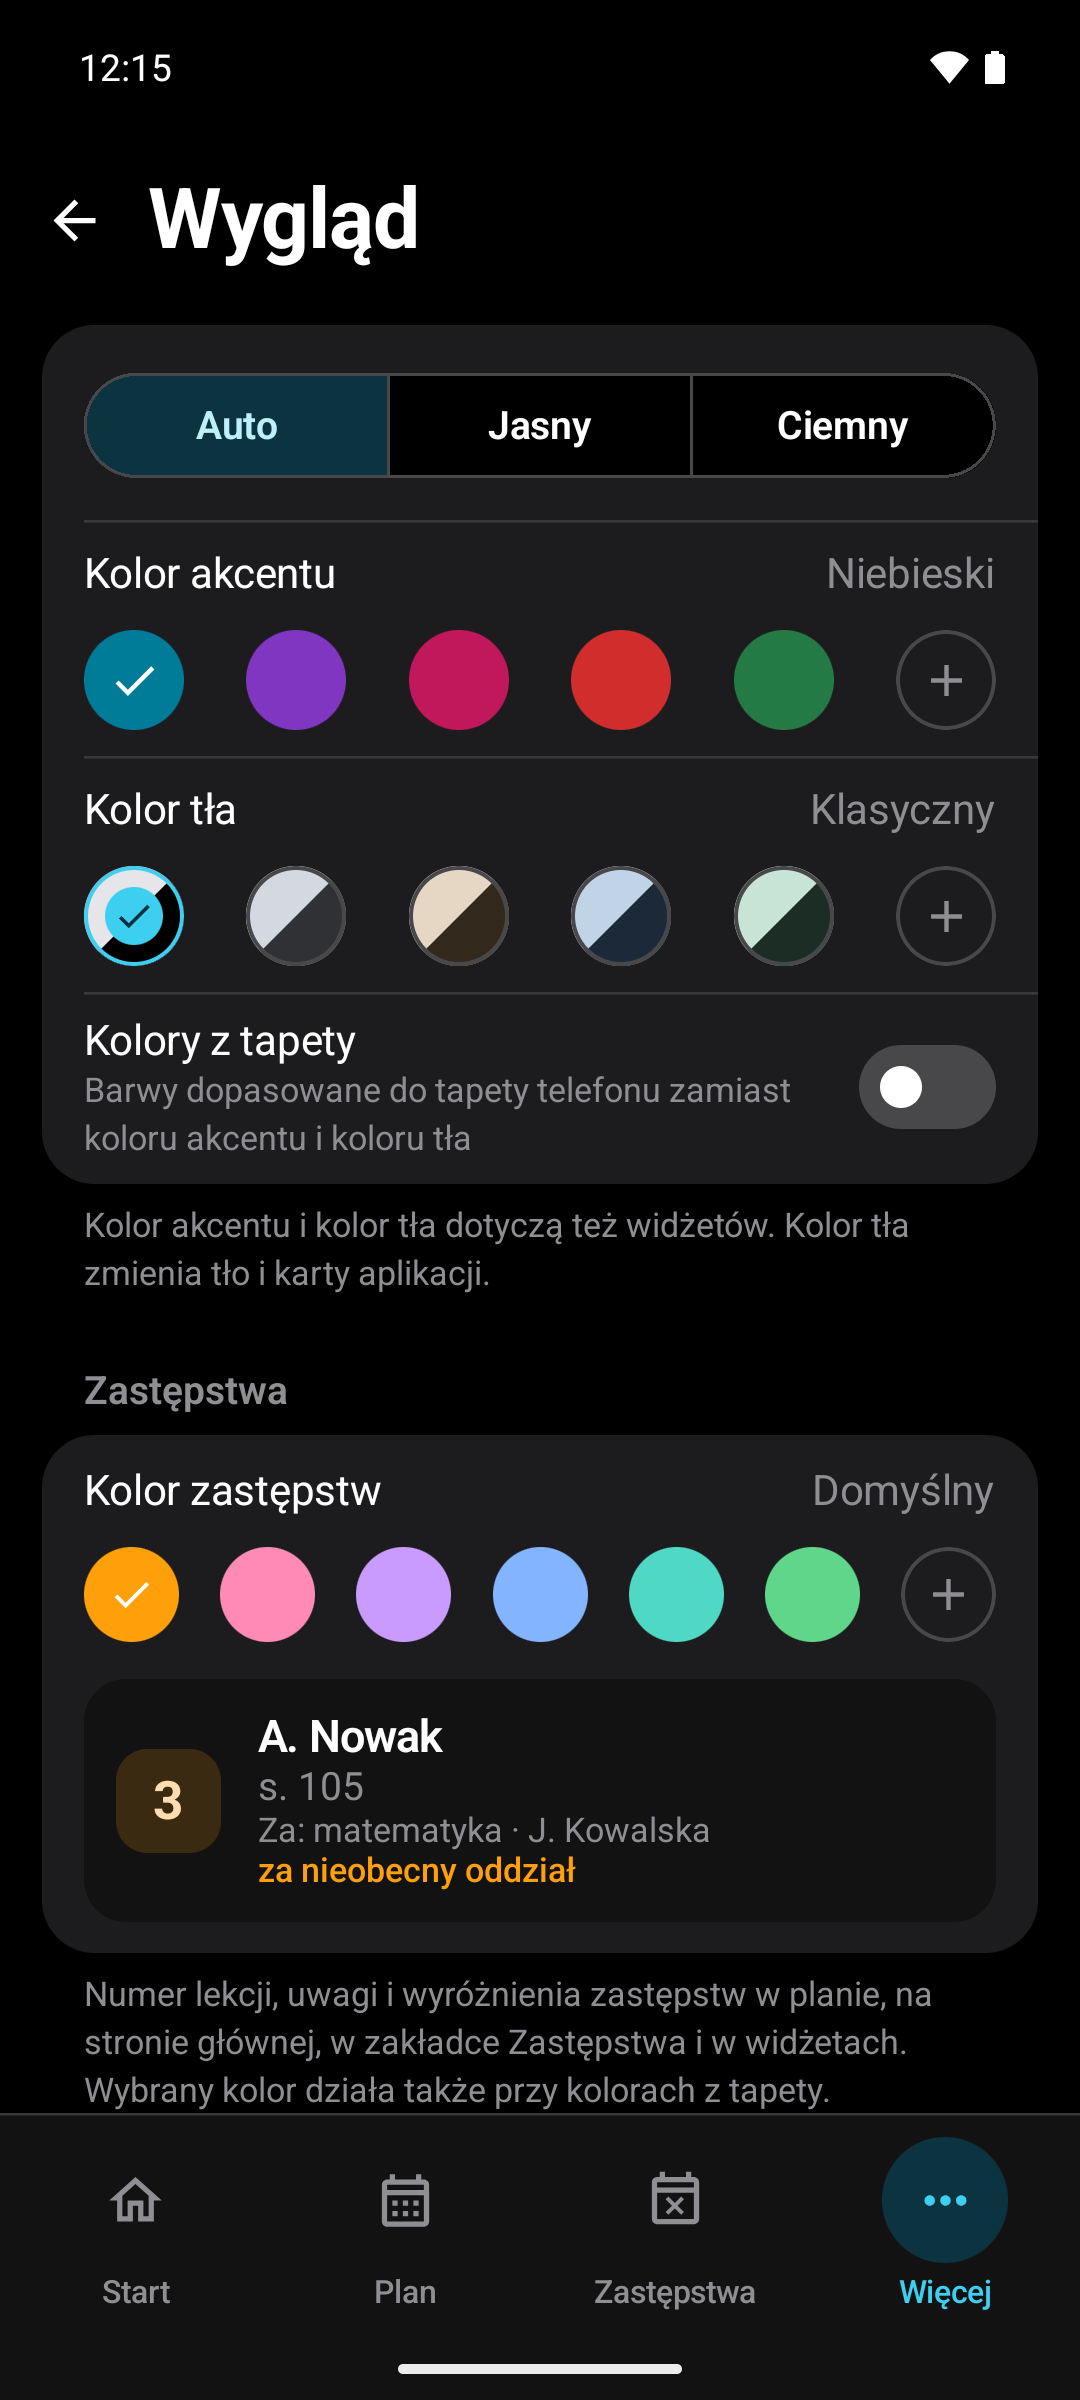 12:15
Wygląd
Auto
Jasny
Ciemny
Kolor akcentu
Niebieski
Kolor tła
Klasyczny
Kolory z tapety
Barwy dopasowane do tapety telefonu zamiast
koloru akcentu i koloru tła
Kolor akcentu i kolor tła dotyczą też widżetów. Kolor tła
zmienia tło i karty aplikacji.
Zastępstwa
Kolor zastępstw
Domyślny
3
A. Nowak
s. 105
Za: matematyka · J. Kowalska
za nieobecny oddział
Numer lekcji, uwagi i wyróżnienia zastępstw w planie, na
stronie głównej, w zakładce Zastępstwa i w widżetach.
Wybrany kolor działa także przy kolorach z tapety.
Start
Plan
Zastępstwa
Więcej